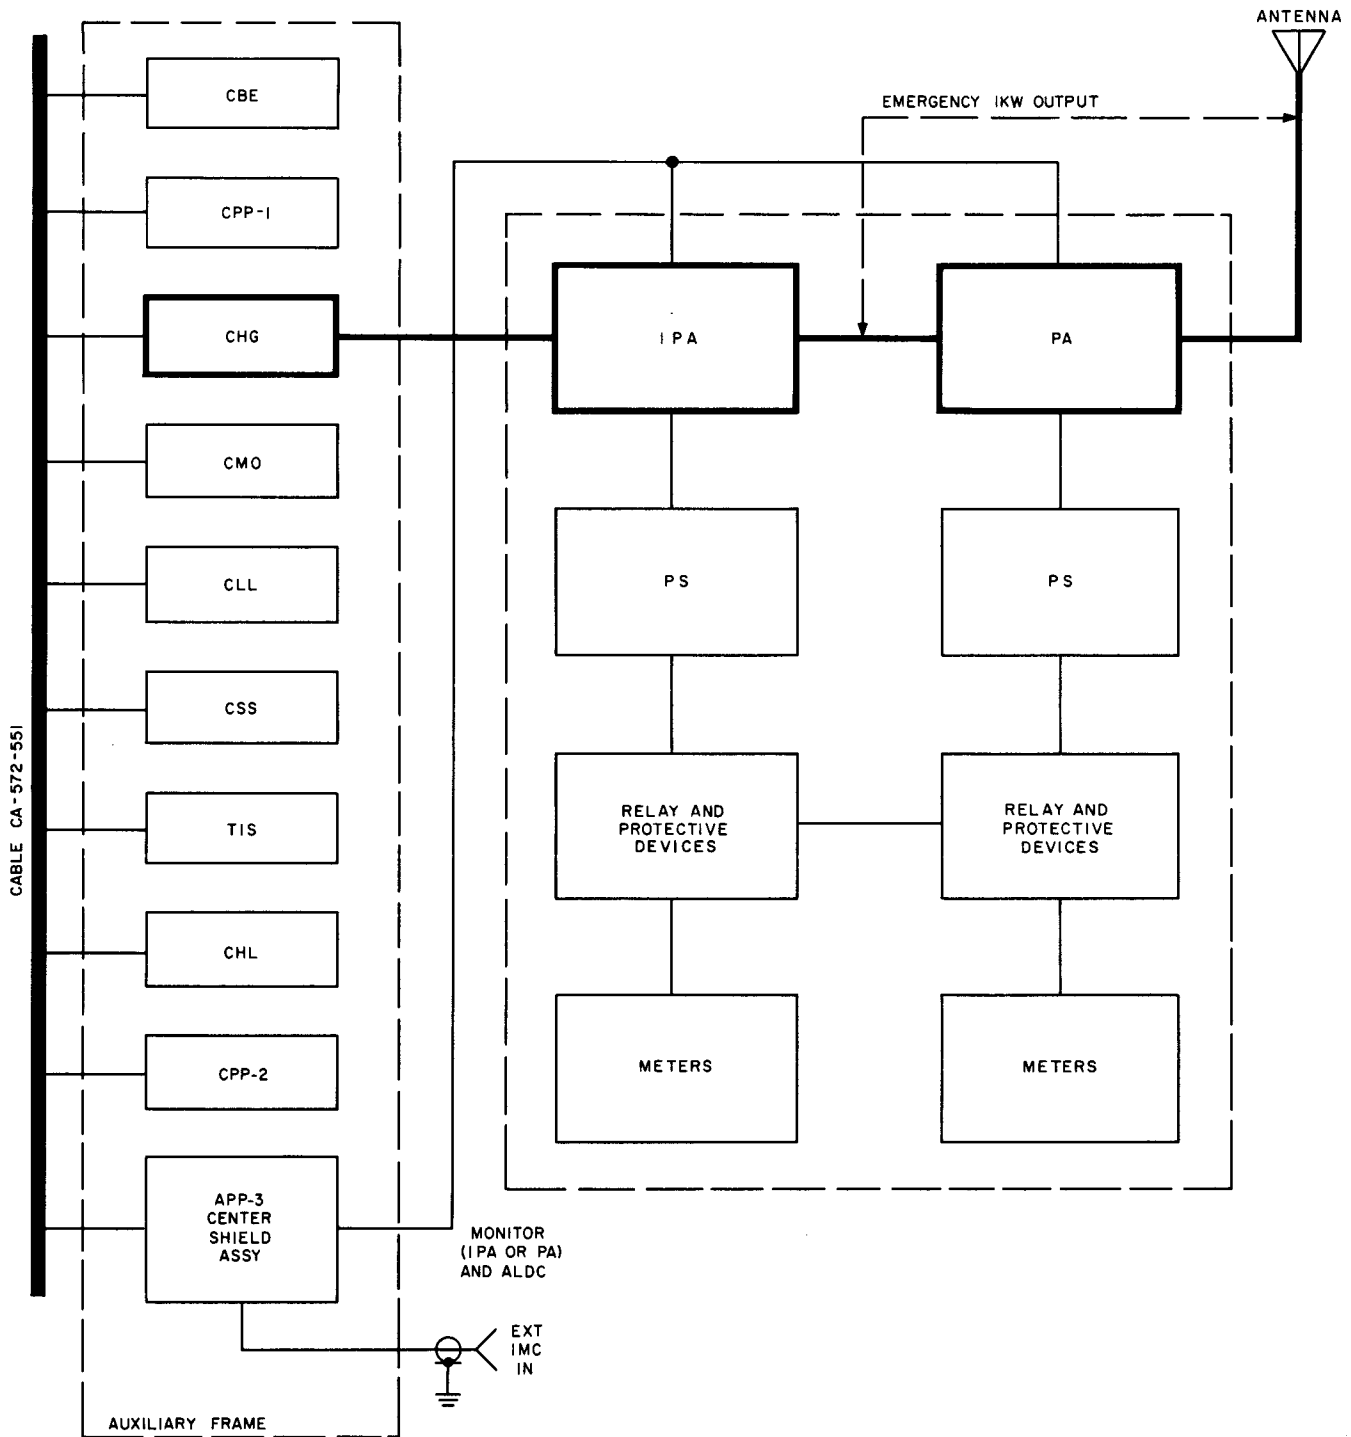 ANTENNA
EMERGENCY 1KW OUTPUT
CBE
CPP-1
CHG
IPA
PA
CMO
CLL
PS
PS
CSS
CABLE CA-572-551
TIS
RELAY AND
PROTECTIVE
DEVICES
RELAY AND
PROTECTIVE
DEVICES
CHL
CPP-2
METERS
METERS
APP-3
CENTER
SHIELD
ASSY
MONITOR
(IPA OR PA)
AND ALDC
EXT
IMC
IN
AUXILIARY FRAME